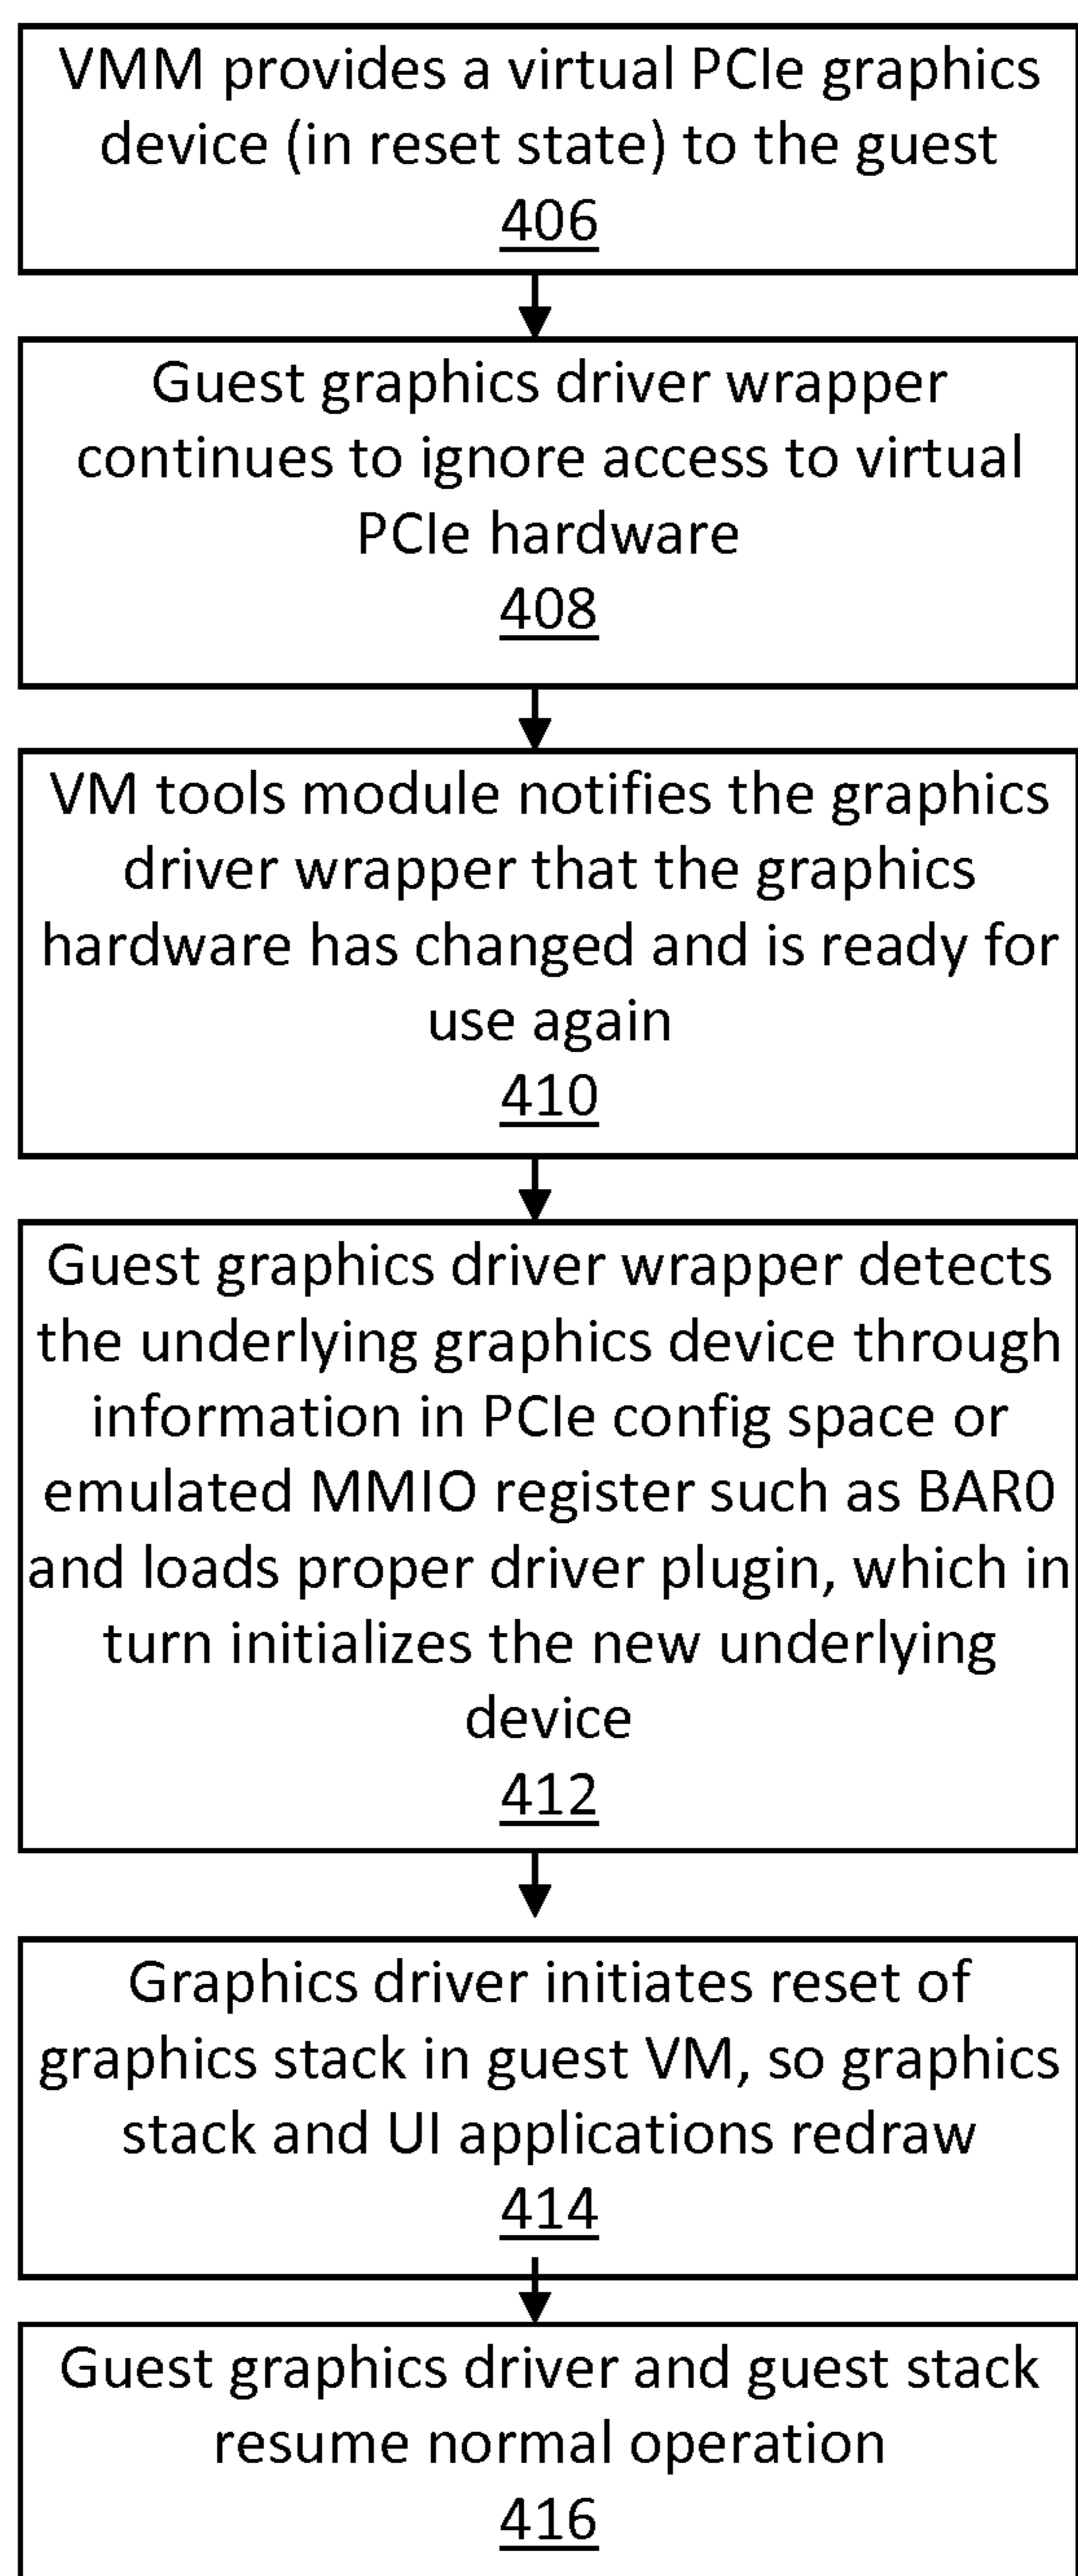 VMM provides a virtual PCIe graphics
device (in reset state) to the guest
406
Guest graphics driver wrapper
continues to ignore access to virtual
PCIe hardware
408
VM tools module notifies the graphics
driver wrapper that the graphics
hardware has changed and is ready for
use again
410
Guest graphics driver wrapper detects
the underlying graphics device through
information in PCIe config space or
emulated MMIO register such as BAR0
and loads proper driver plugin, which in
turn initializes the new underlying
device
412
Graphics driver initiates reset of
graphics stack in guest VM, so graphics
stack and UI applications redraw
414
Guest graphics driver and guest stack
resume normal operation
416